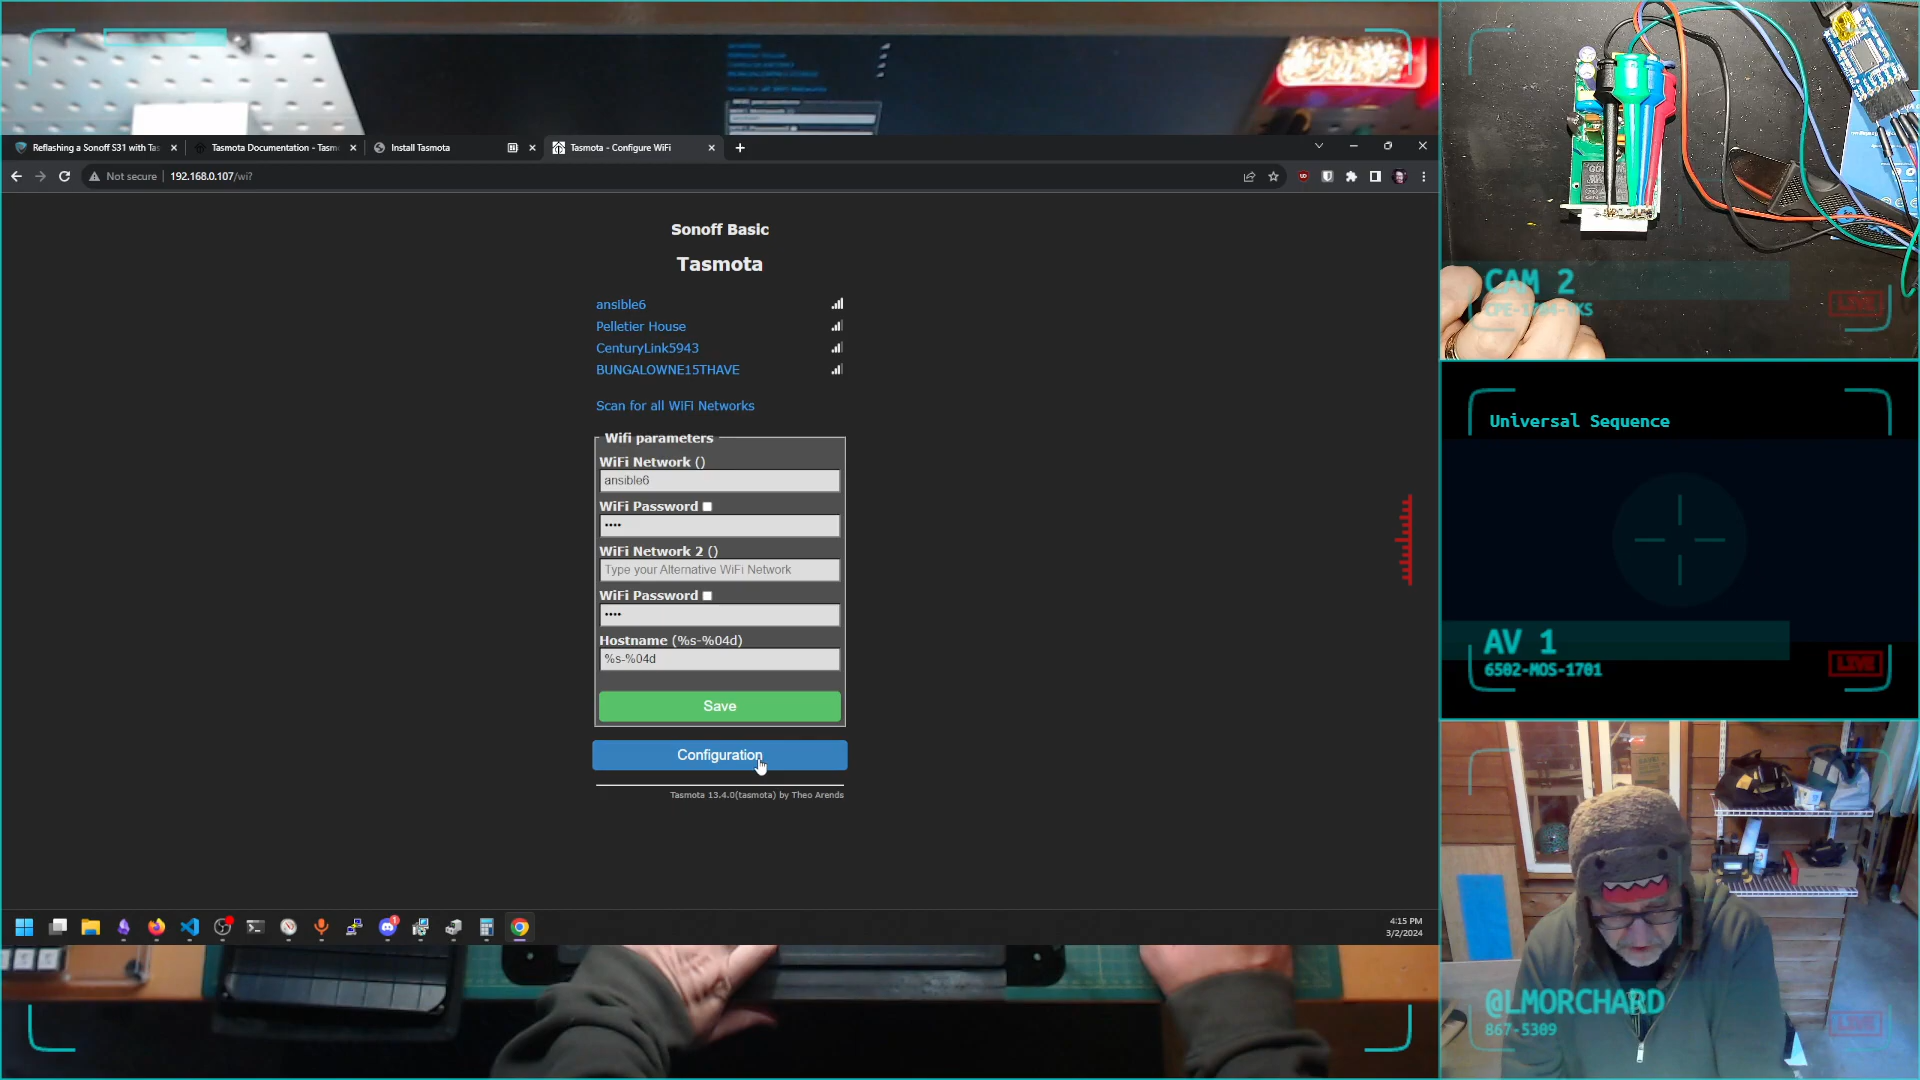 Reflashing a Sonoff S31 with Tas
Tasmota Documentation - Tasm
Install Tasmota
Tasmota - Configure WiFi
Not secure
192.168.0.107/wi?
Sonoff Basic
Tasmota
ansible6
Pelletier House
CenturyLink5943
BUNGALOWNE15THAVE
Scan for all WiFi Networks
Wifi parameters
WiFi Network ()
ansible6
WiFi Password
••••
WiFi Network 2 ()
Type your Alternative WiFi Network
WiFi Password
••••
Hostname (%s-%04d)
%s-%04d
Save
Configuration
Tasmota 13.4.0(tasmota) by Theo Arends
1
4:15 PM
3/2/2024
CAM 2
LIVE
Universal Sequence
AV 1
6502-MOS-1701
LIVE
@LMORCHARD
867-5309
LIVE